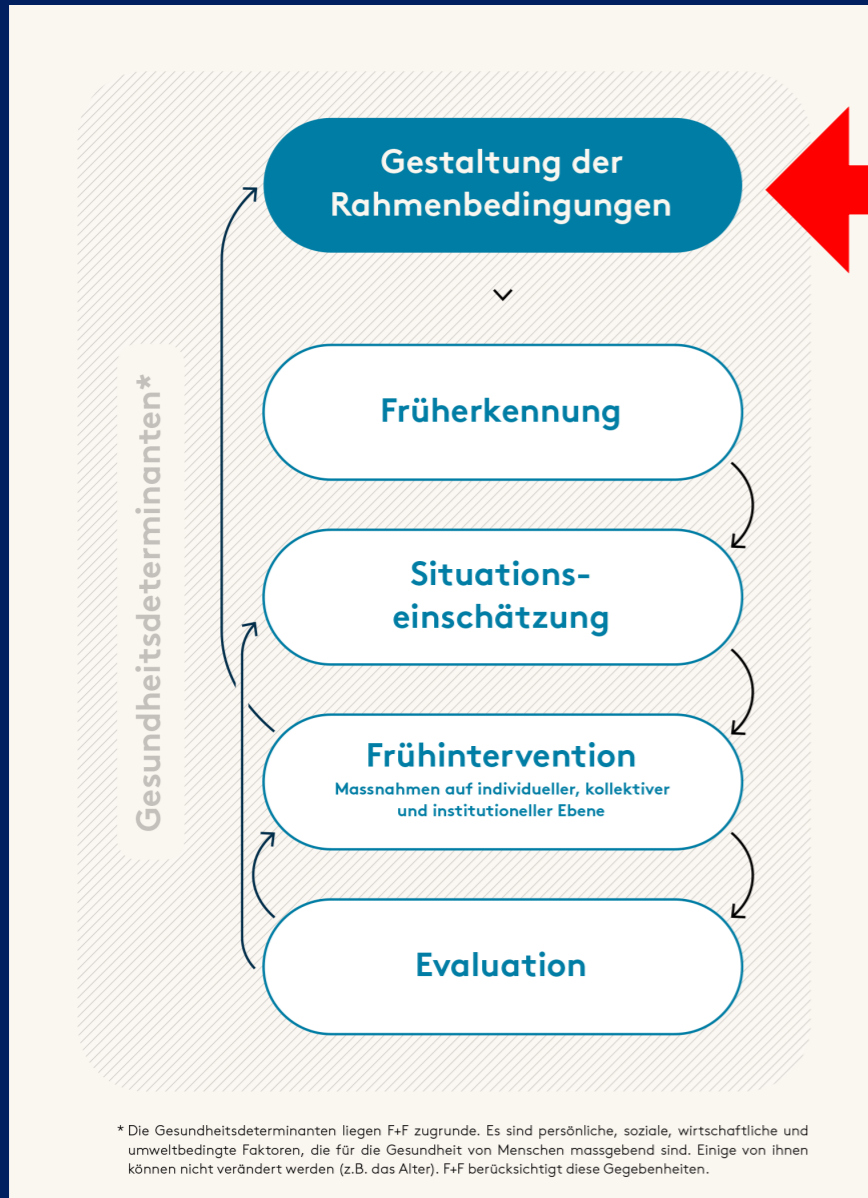 Gestaltung der
Rahmenbedingungen
Früherkennung
Situations-
einschätzung
Frühintervention
Massnahmen auf individueller, kollektiver
und institutioneller Ebene
Evaluation
Gesundheitsdeterminanten*
* Die Gesundheitsdeterminanten liegen F+F zugrunde. Es sind persönliche, soziale, wirtschaftliche und
umweltbedingte Faktoren, die für die Gesundheit von Menschen massgebend sind. Einige von ihnen
können nicht verändert werden (z.B. das Alter). F+F berücksichtigt diese Gegebenheiten.